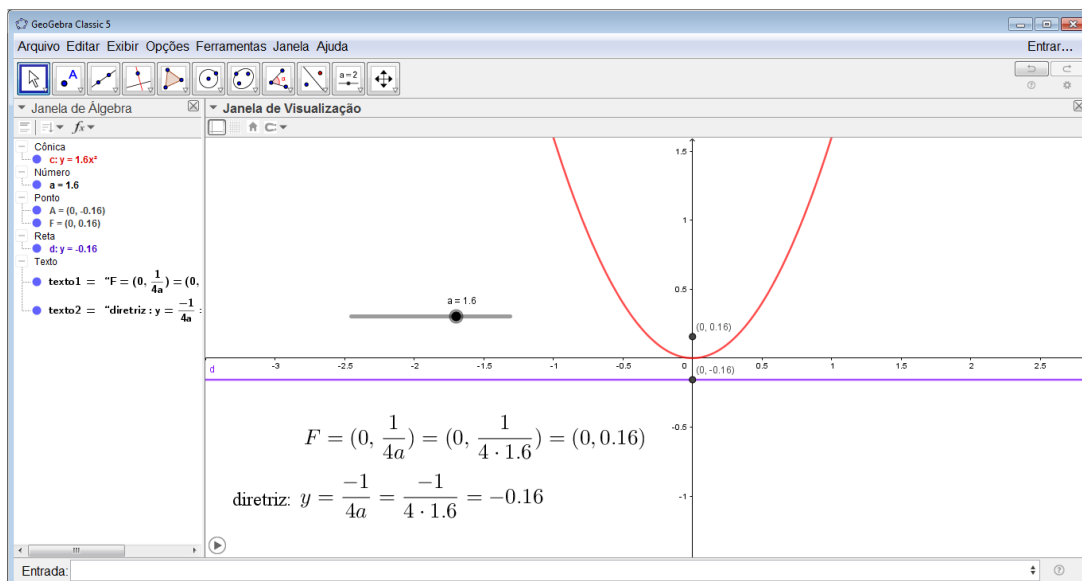 GeoGebra Classic 5
Arquivo Editar Exibir Opções Ferramentas Janela Ajuda
Entrar...
A
α
a=2
Janela de Álgebra
Janela de Visualização
fx
Cônica
c: y = 1.6x²
Número
a = 1.6
Ponto
A = (0, -0.16)
F = (0, 0.16)
Reta
d: y = -0.16
Texto
texto1 = "F = (0, 1/4a) = (0,
texto2 = "diretriz : y = -1/4a :
1.5
1
0.5
a = 1.6
(0, 0.16)
-3 -2.5 -2 -1.5 -1 -0.5 0 0.5 1 1.5 2 2.5
d
(0, -0.16)
-0.5
-1
F = (0, 1/4a) = (0, 1/4 · 1.6) = (0, 0.16)
diretriz: y = -1/4a = -1/4 · 1.6 = -0.16
Entrada: